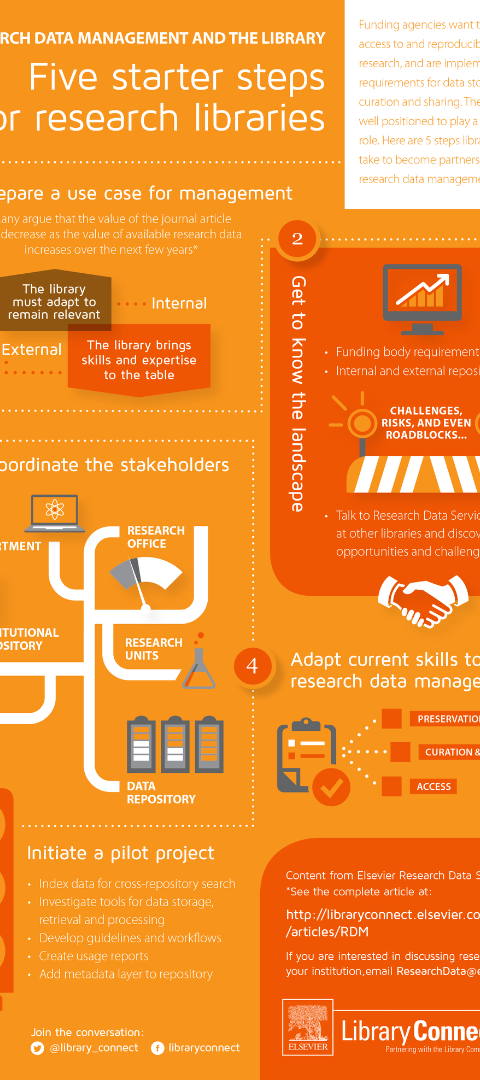 RCH DATA MANAGEMENT AND THE LIBRARY
Five starter steps
or research libraries
Funding agencies want t
access to and reproducib
research, and are implem
requirements for data sto
curation and sharing. The
well positioned to play a
role. Here are 5 steps libra
take to become partners
research data manageme
epare a use case for management
any argue that the value of the journal article
decrease as the value of available research data
increases over the next few years*
The library
must adapt to
remain relevant
Internal
External
The library brings
skills and expertise
to the table
2
Get to know the landscape
• Funding body requirement
• Internal and external reposi
CHALLENGES,
RISKS, AND EVEN
ROADBLOCKS...
• Talk to Research Data Servic
at other libraries and discov
opportunities and challeng
oordinate the stakeholders
RTMENT
RESEARCH
OFFICE
TUTIONAL
OSITORY
RESEARCH
UNITS
DATA
REPOSITORY
4
Adapt current skills to
research data manage
PRESERVATIO
CURATION &
ACCESS
Initiate a pilot project
• Index data for cross-repository search
• Investigate tools for data storage,
retrieval and processing
• Develop guidelines and workflows
• Create usage reports
• Add metadata layer to repository
Join the conversation:
@library_connect
libraryconnect
Content from Elsevier Research Data S
*See the complete article at:
http://libraryconnect.elsevier.co
/articles/RDM
If you are interested in discussing rese
your institution, email ResearchData@e
ELSEVIER
Library Conne
Partnering with the Library Com